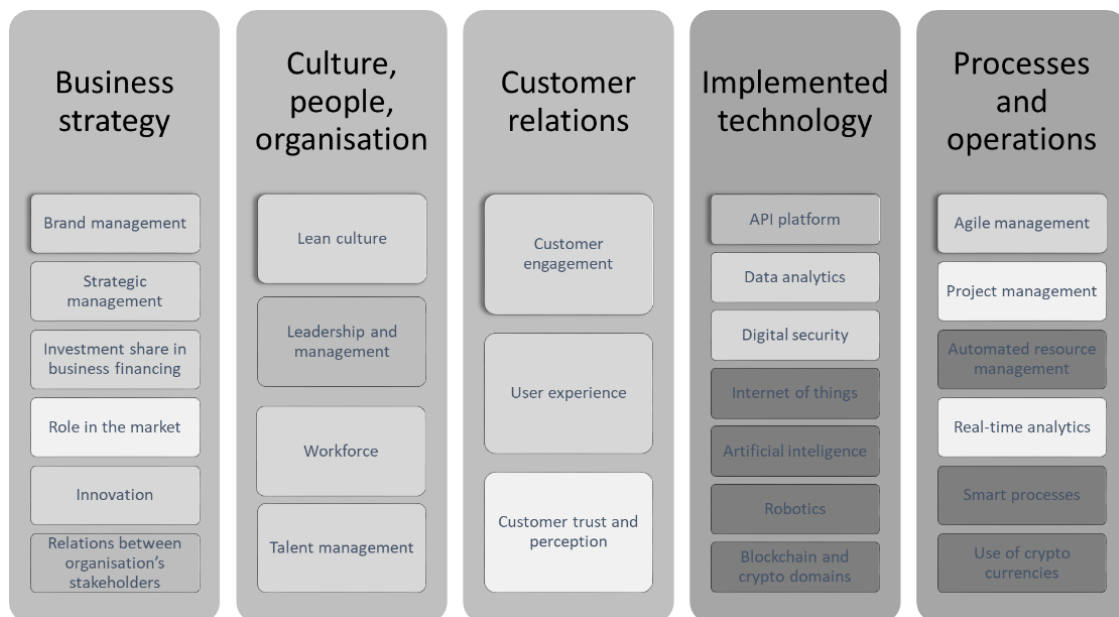 Business
strategy
Brand management
Strategic
management
Investment share in
business financing
Role in the market
Innovation
Relations between
organisation's
stakeholders
Culture,
people,
organisation
Lean culture
Leadership and
management
Workforce
Talent management
Customer
relations
Customer
engagement
User experience
Customer trust and
perception
Implemented
technology
API platform
Data analytics
Digital security
Internet of things
Artificial inteligence
Robotics
Blockchain and
crypto domains
Processes
and
operations
Agile management
Project management
Automated resource
management
Real-time analytics
Smart processes
Use of crypto
currencies